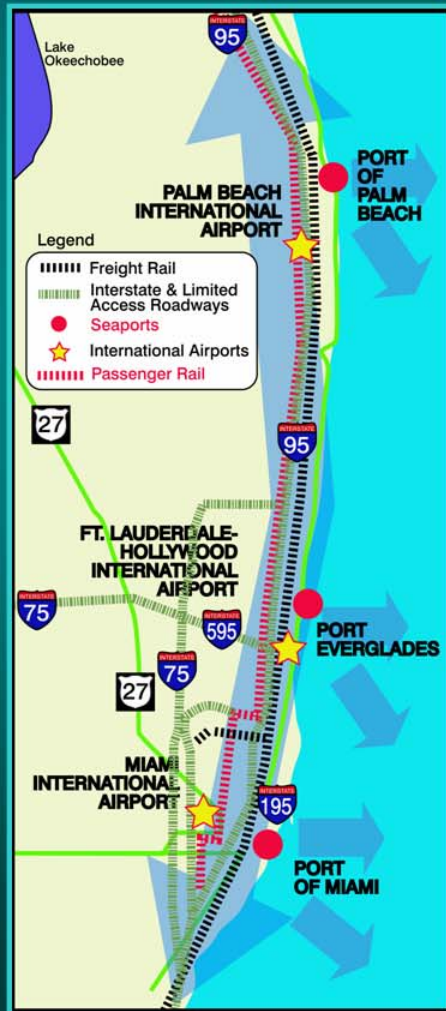 Lake
Okeechobee
INTERSTATE
95
PORT
OF
PALM
BEACH
PALM BEACH
INTERNATIONAL
AIRPORT
Legend
Freight Rail
Interstate & Limited
Access Roadways
Seaports
International Airports
Passenger Rail
27
INTERSTATE
95
FT. LAUDERDALE-
HOLLYWOOD
INTERNATIONAL
AIRPORT
INTERSTATE
75
INTERSTATE
595
PORT
EVERGLADES
INTERSTATE
75
27
MIAMI
INTERNATIONAL
AIRPORT
INTERSTATE
195
PORT
OF MIAMI